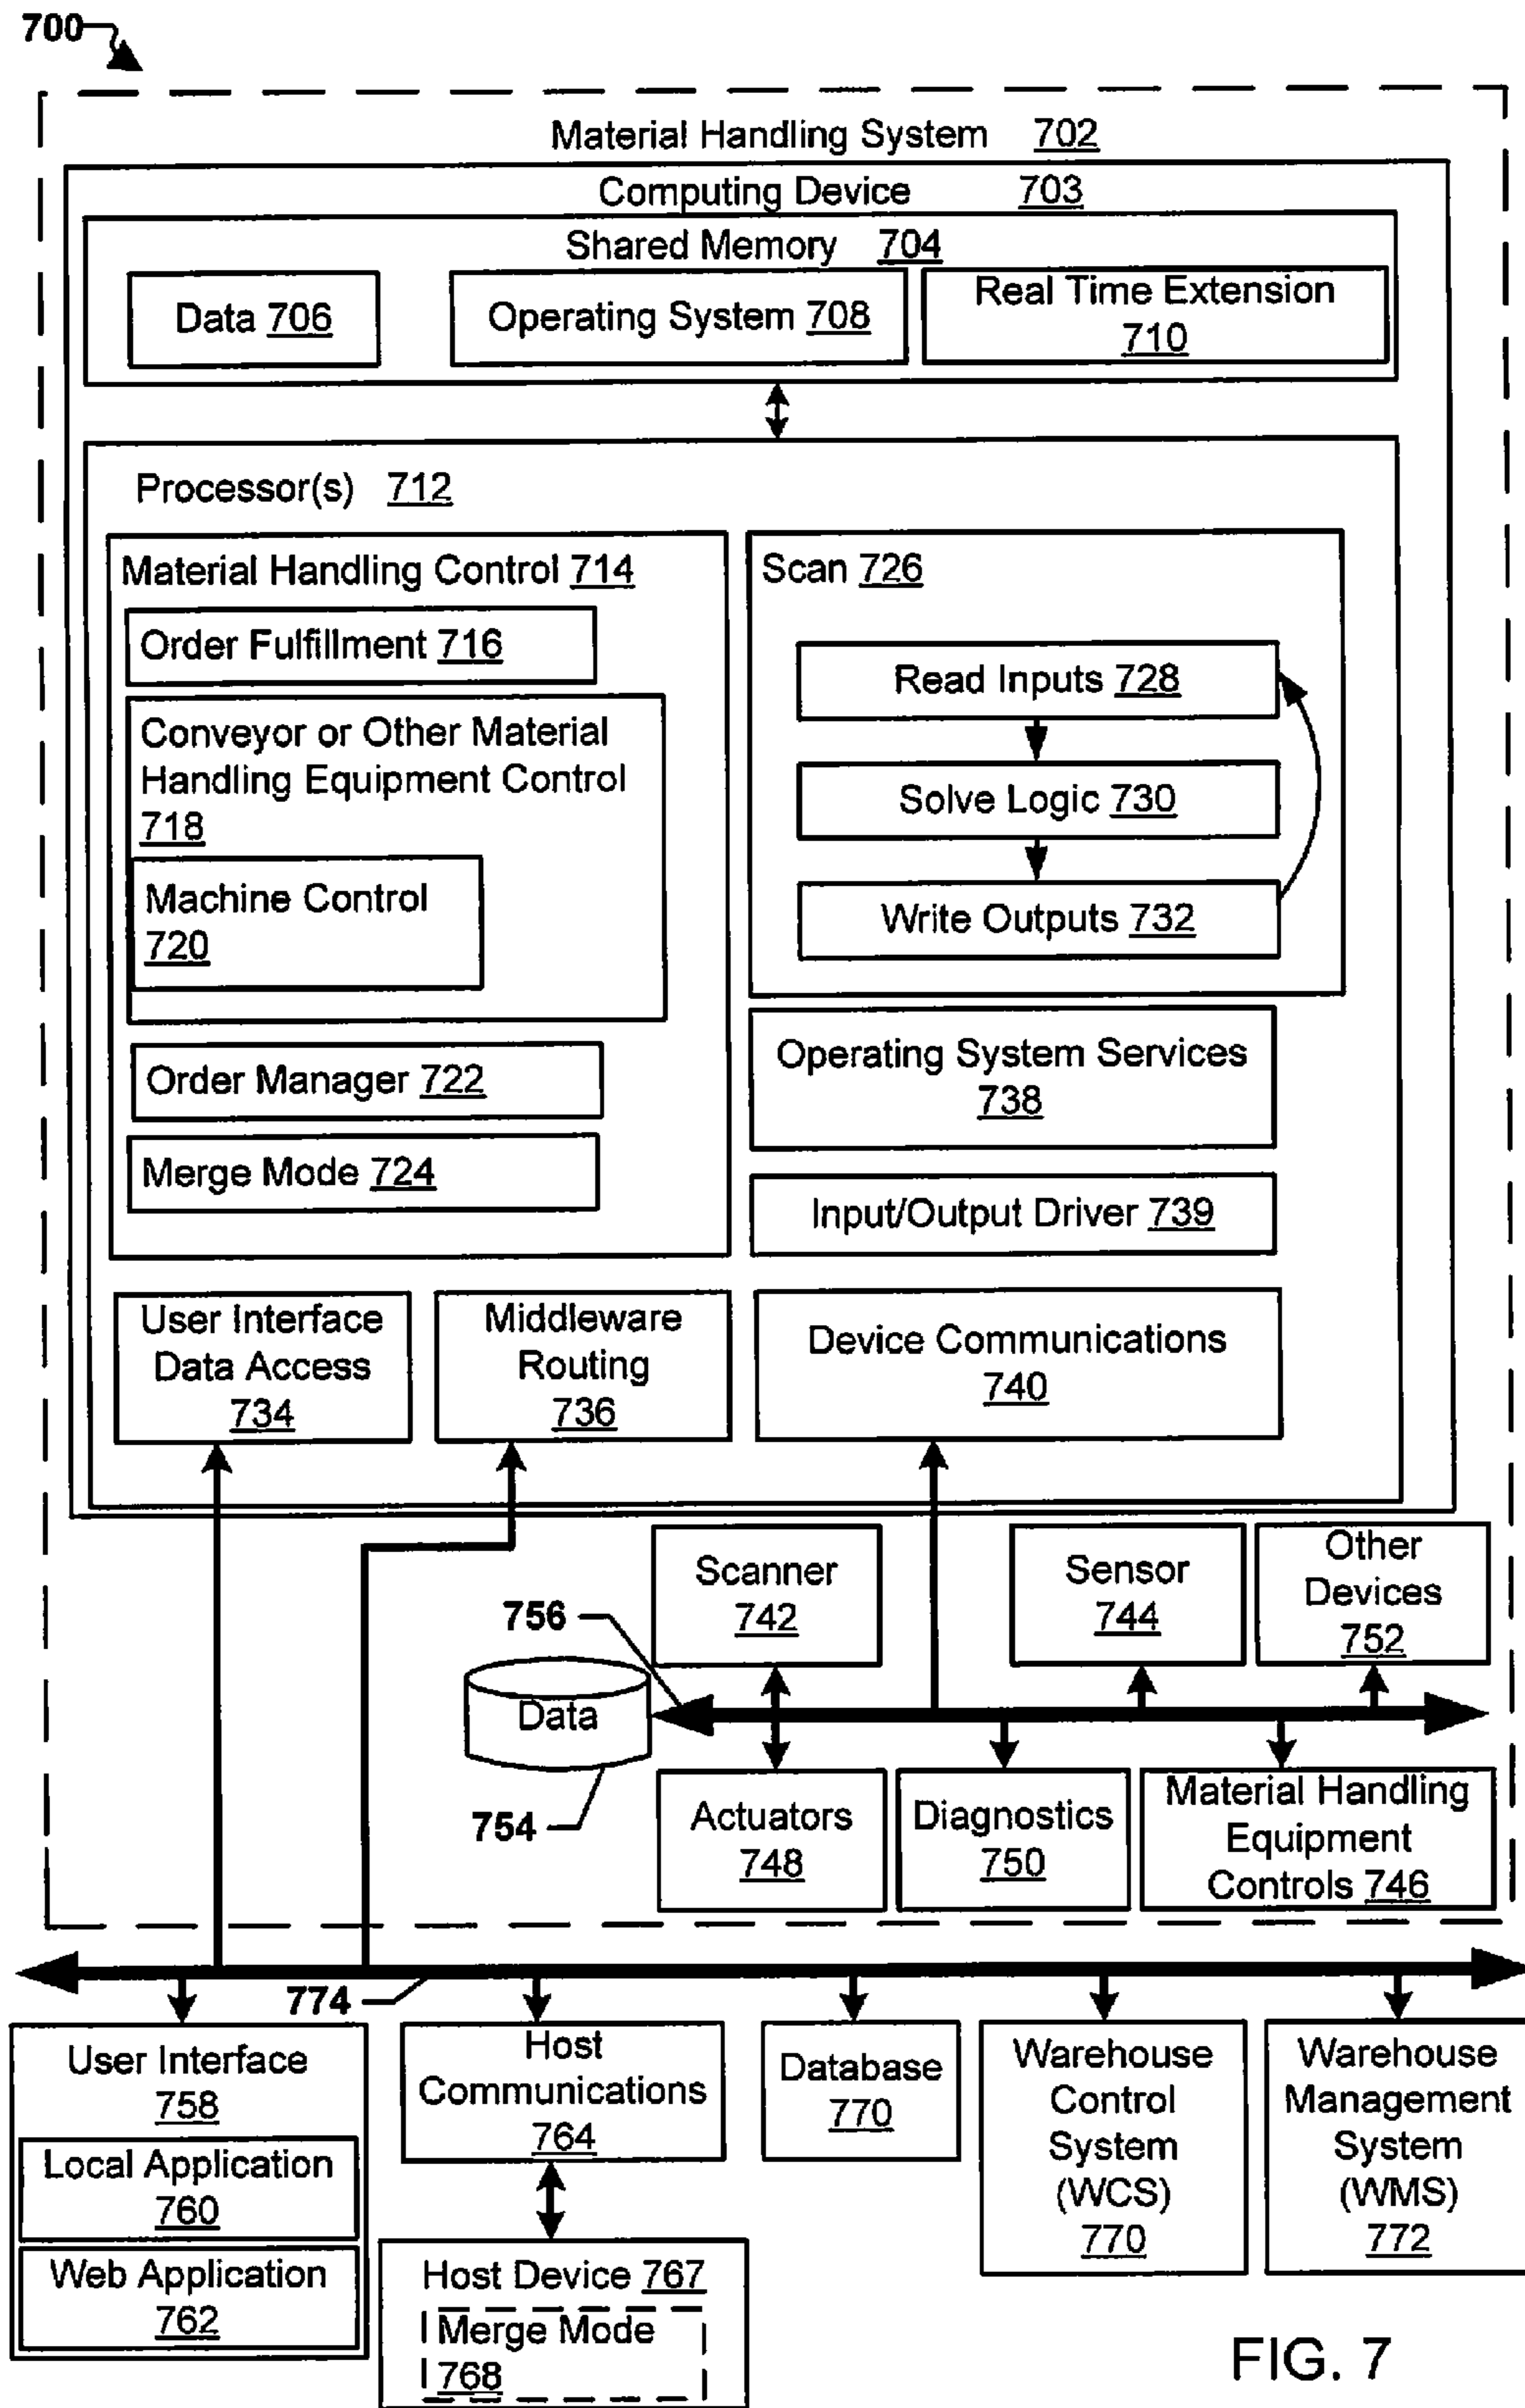 700
Material Handling System 702
Computing Device 703
Shared Memory 704
Data 706
Operating System 708
Real Time Extension
710
Processor(s) 712
Material Handling Control 714
Order Fulfillment 716
Conveyor or Other Material
Handling Equipment Control
718
Machine Control
720
Order Manager 722
Merge Mode 724
Scan 726
Read Inputs 728
Solve Logic 730
Write Outputs 732
Operating System Services
738
Input/Output Driver 739
User Interface
Data Access
734
Middleware
Routing
736
Device Communications
740
Scanner
742
Sensor
744
Other
Devices
752
756
Data
754
Actuators
748
Diagnostics
750
Material Handling
Equipment
Controls 746
774
User Interface
758
Local Application
760
Web Application
762
Host
Communications
764
Host Device 767
Merge Mode
768
Database
770
Warehouse
Control
System
(WCS)
770
Warehouse
Management
System
(WMS)
772
FIG. 7